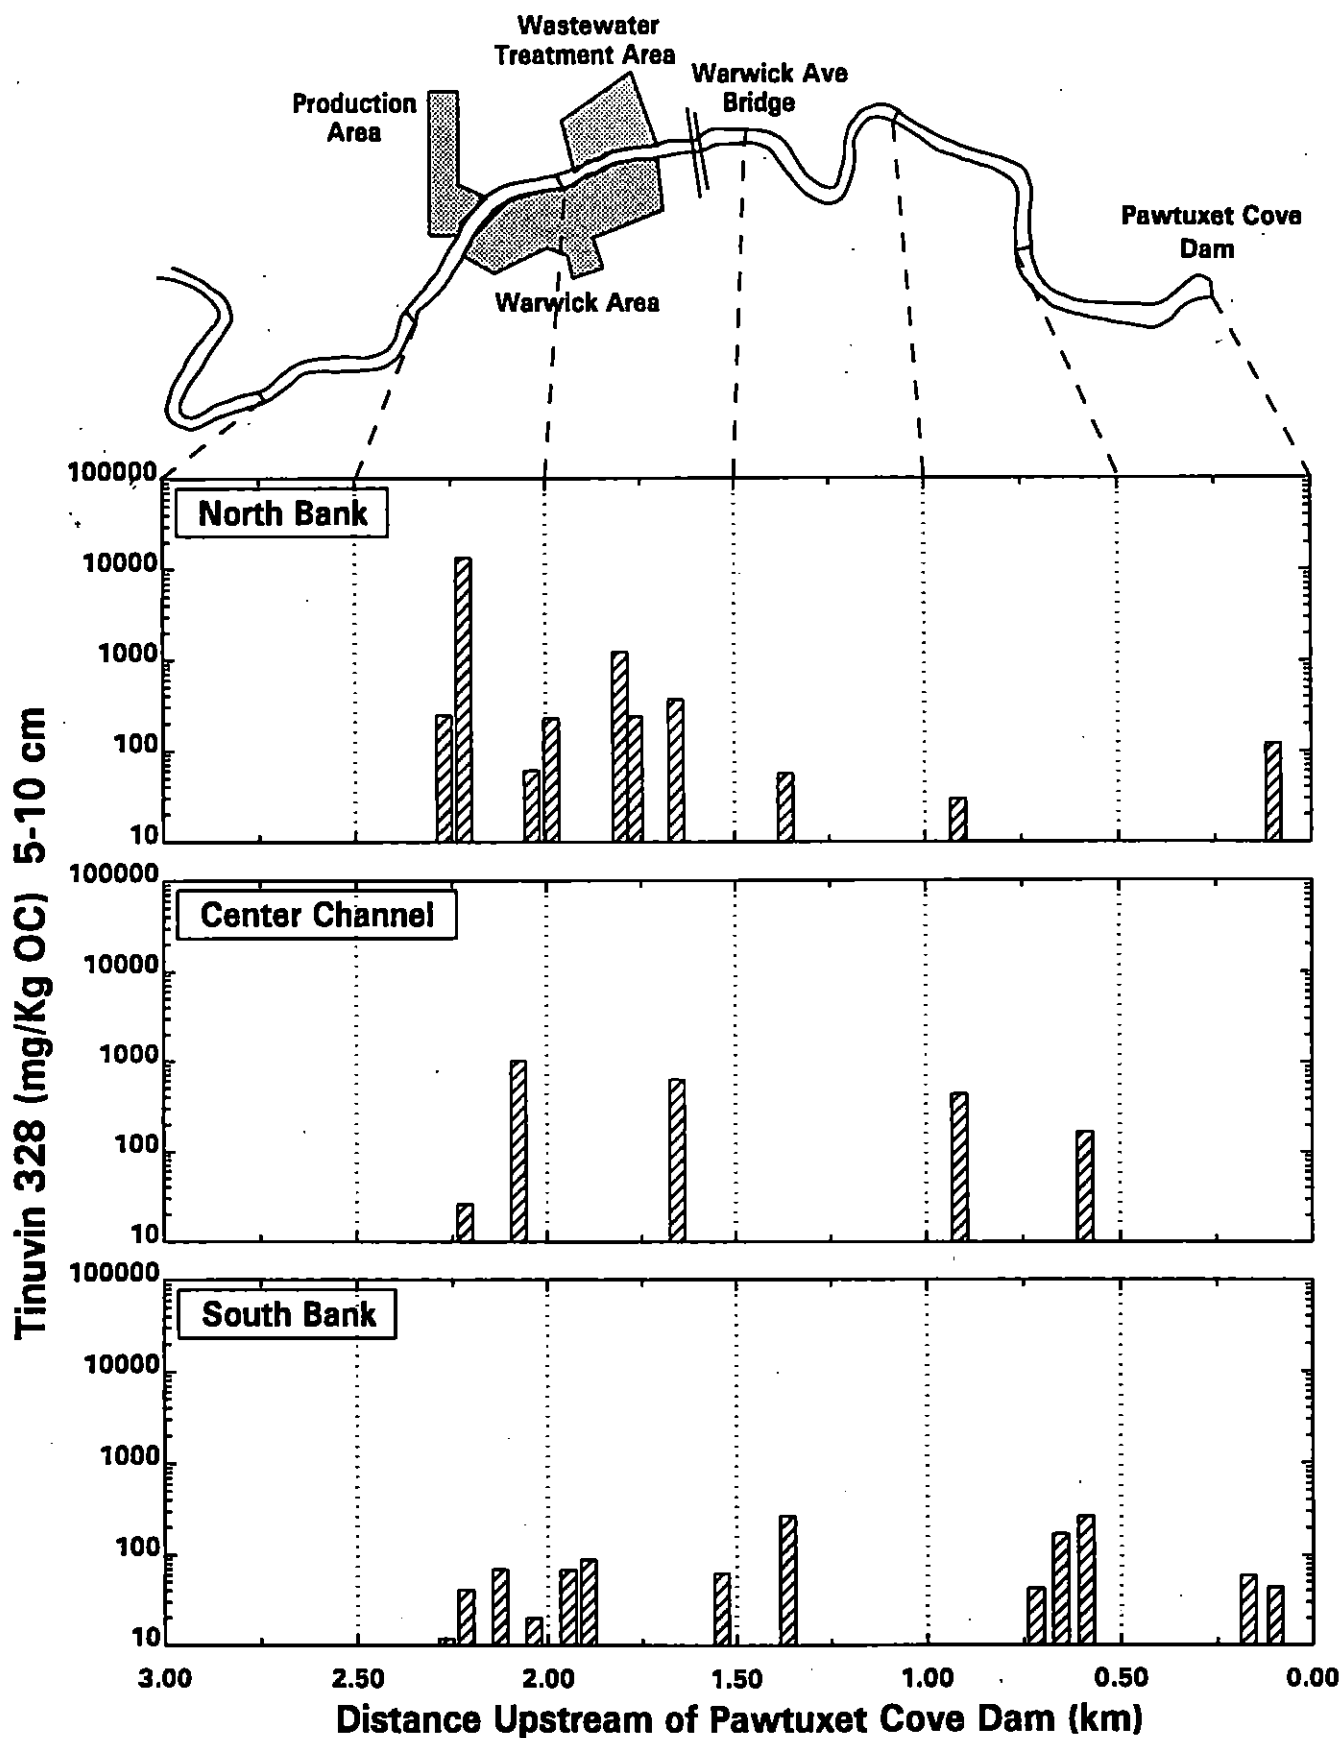 Wastewater
Treatment Area
Warwick Ave
Bridge
Production
Area
Pawtuxet Cove
Dam
Warwick Area
Tinuvin 328 (mg/Kg OC) 5-10 cm
100000
North Bank
10000
1000
100
10
100000
Center Channel
10000
1000
100
10
100000
South Bank
10000
1000
100
10
3.00 2.50 2.00 1.50 1.00 0.50 0.00
Distance Upstream of Pawtuxet Cove Dam (km)